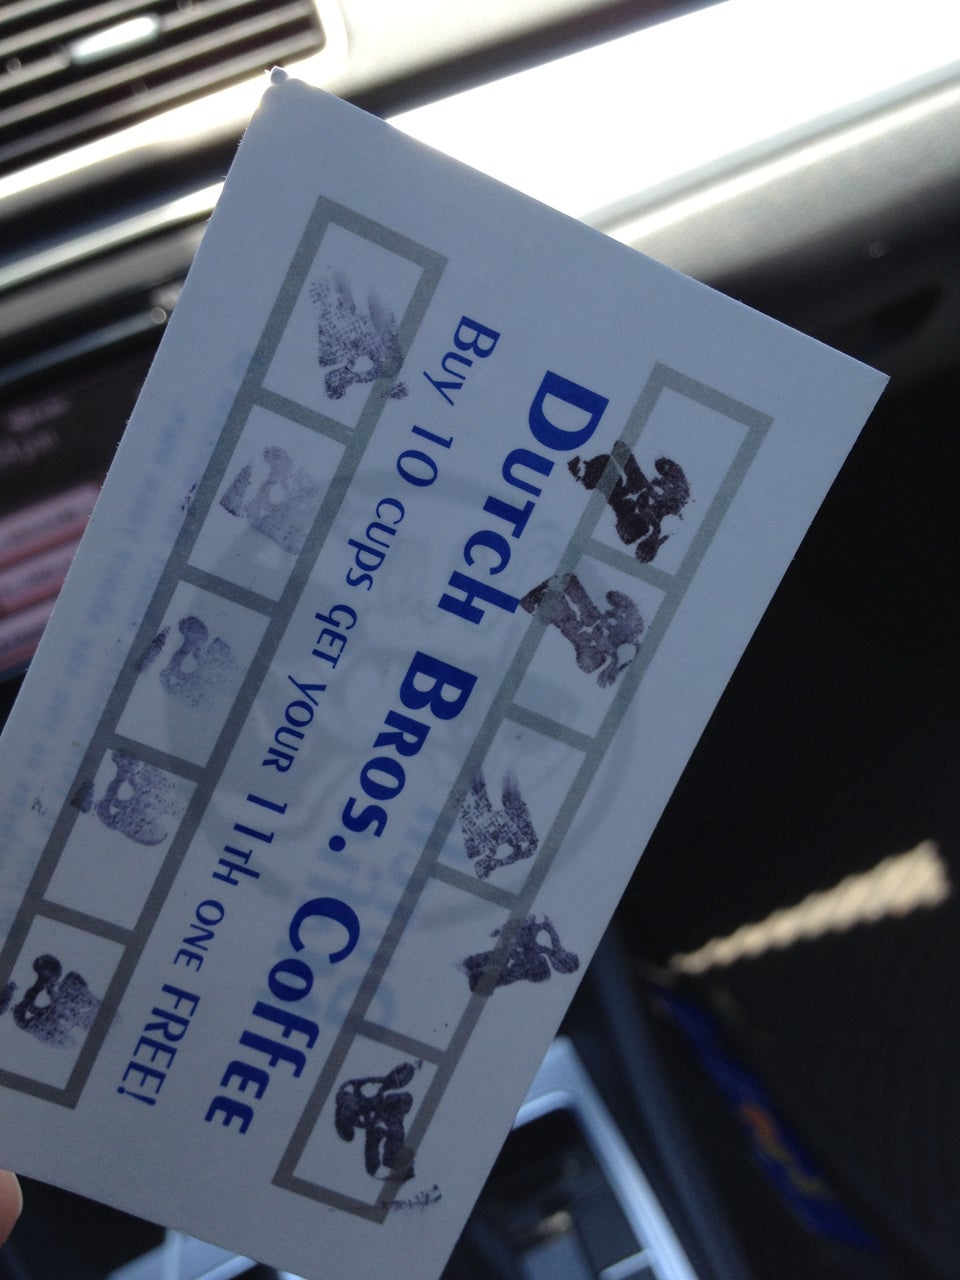 Dutch Bros. Coffee
Buy 10 cups get your 11th one FREE!